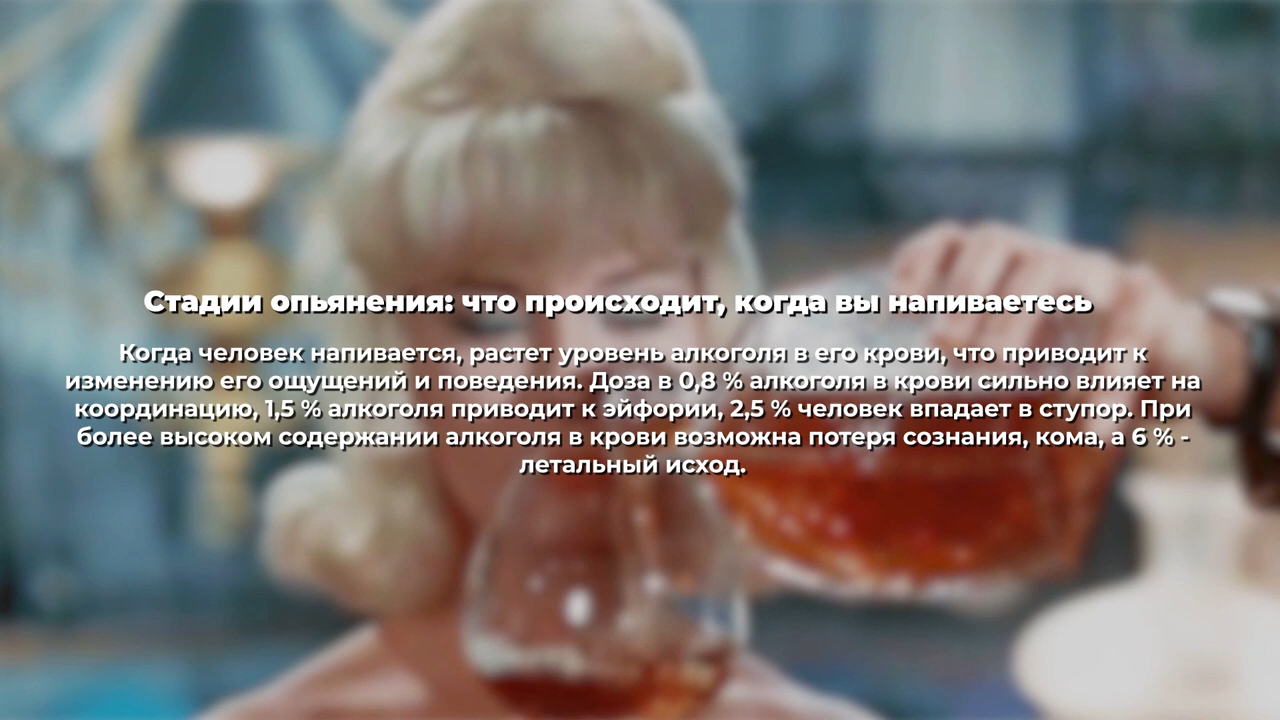 Стадии опьянения: что происходит, когда вы напиваетесь
Когда человек напивается, растет уровень алкоголя в его крови, что приводит к
изменению его ощущений и поведения. Доза в 0,8 % алкоголя в крови сильно влияет на
координацию, 1,5 % алкоголя приводит к эйфории, 2,5 % человек впадает в ступор. При
более высоком содержании алкоголя в крови возможна потеря сознания, кома, а 6 % -
летальный исход.